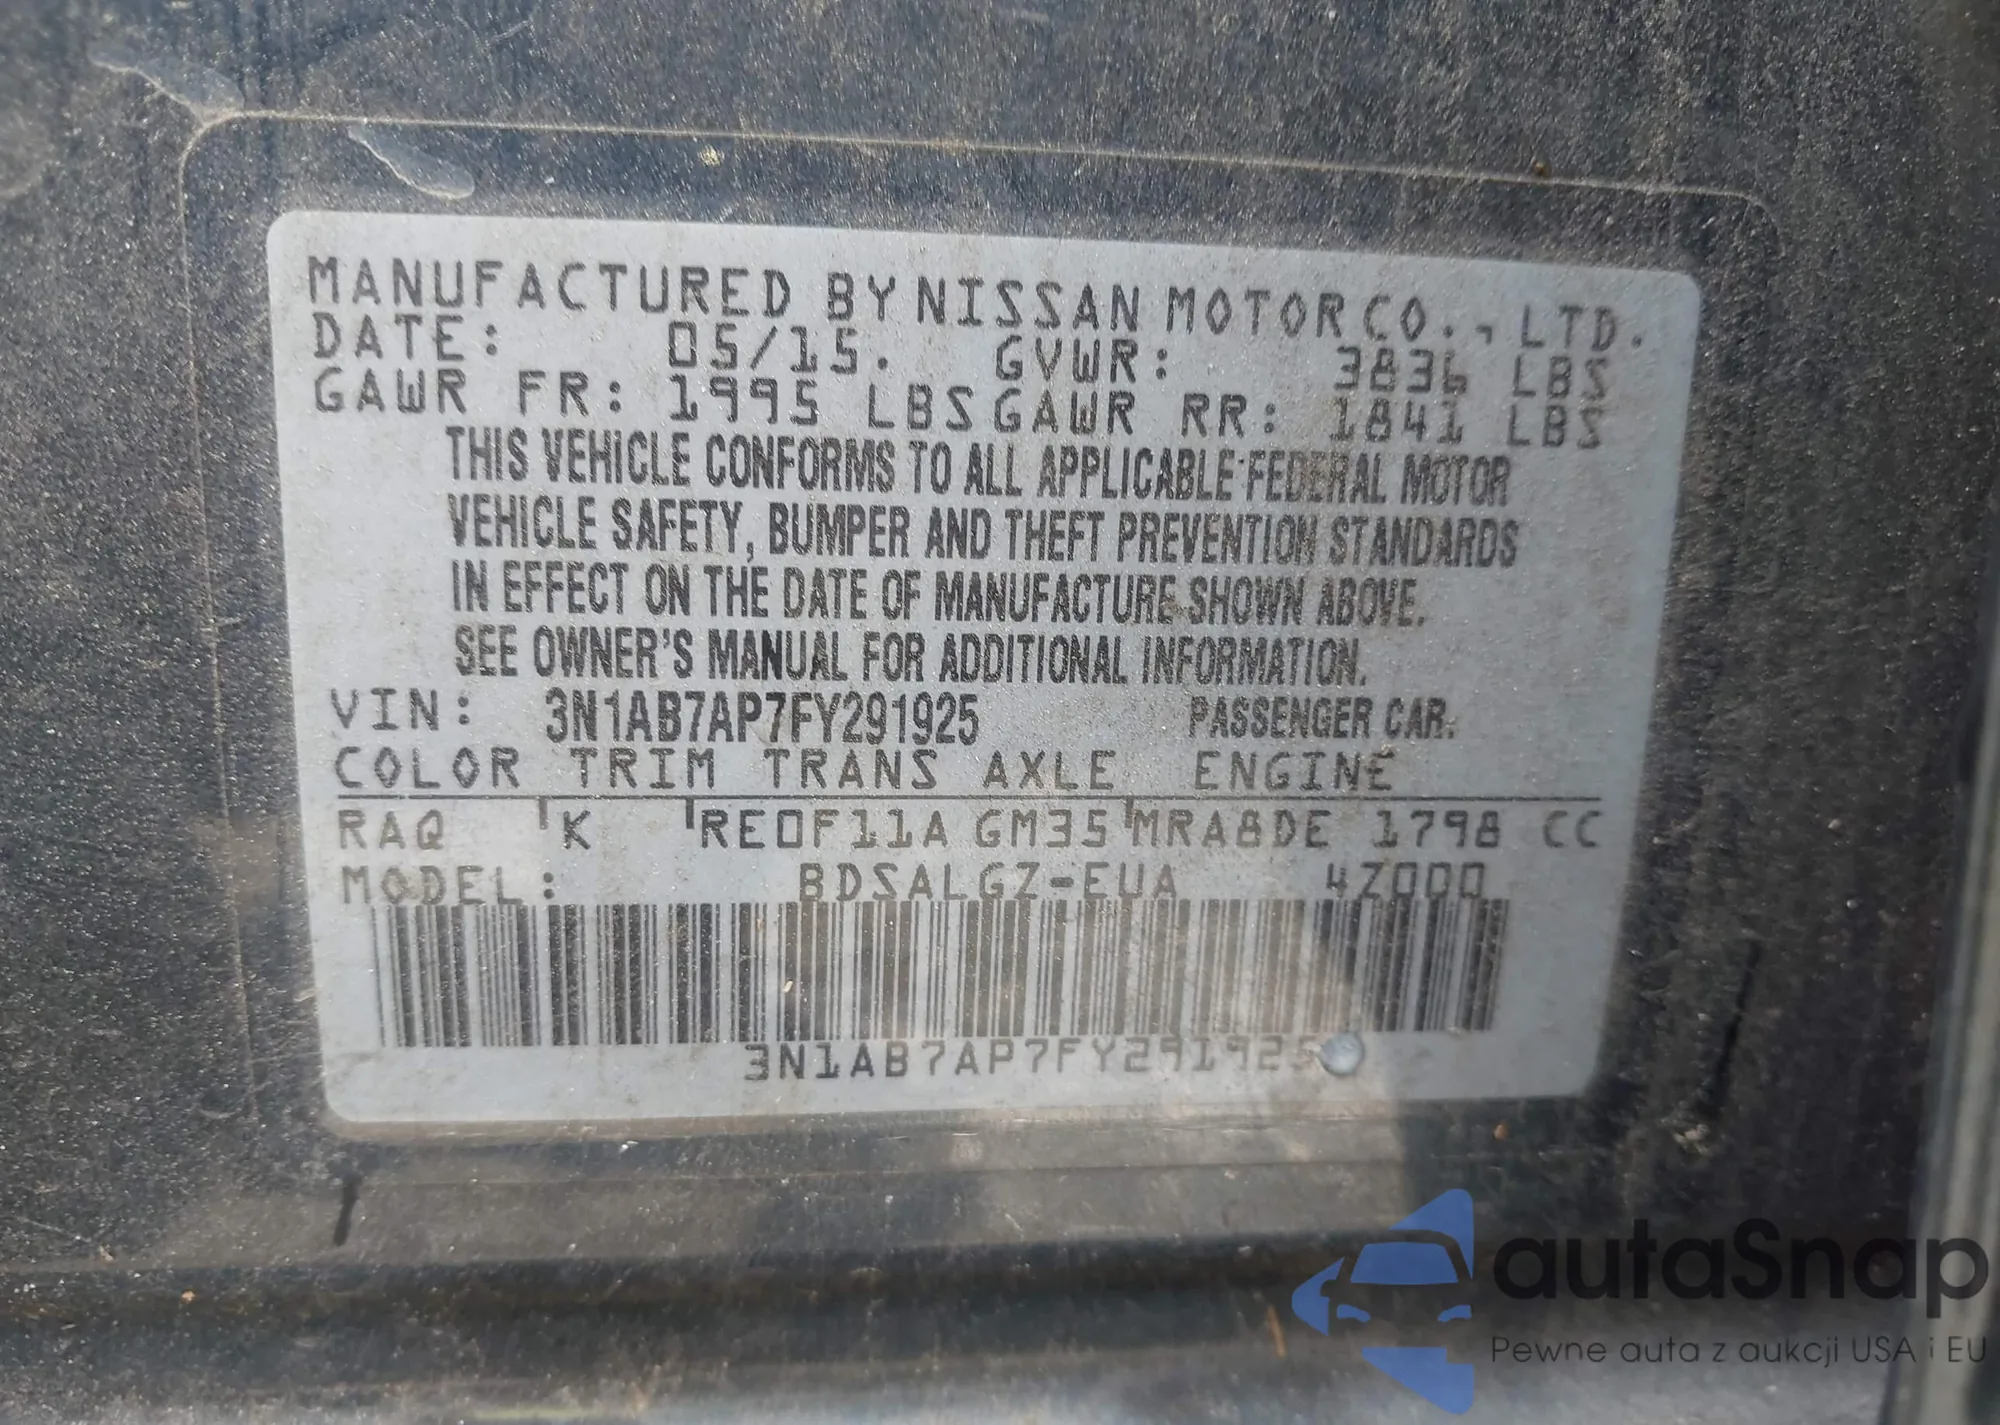 MANUFACTURED BY NISSAN MOTOR CO., LTD.
DATE: 05/15. GVWR: 3836 LBS
GAWR FR: 1995 LBS GAWR RR: 1841 LBS
THIS VEHICLE CONFORMS TO ALL APPLICABLE FEDERAL MOTOR
VEHICLE SAFETY, BUMPER AND THEFT PREVENTION STANDARDS
IN EFFECT ON THE DATE OF MANUFACTURE SHOWN ABOVE.
SEE OWNER'S MANUAL FOR ADDITIONAL INFORMATION.
VIN: 3N1AB7AP7FY291925 PASSENGER CAR.
COLOR TRIM TRANS AXLE ENGINE
RAQ K RE0F11A GM35 MRA8DE 1798 CC
MODEL: BDSALGZ-EUA 4Z000
3N1AB7AP7FY291925
autaSnap
Pewne auta z aukcji USA i EU